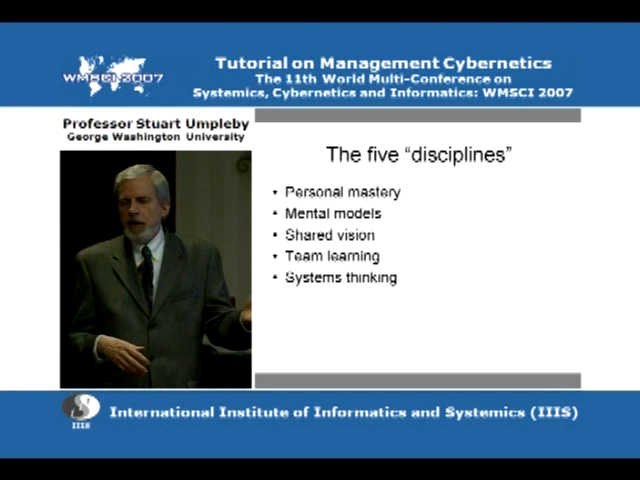 WMSCI 2007
Tutorial on Management Cybernetics
The 11th World Multi-Conference on
Systemics, Cybernetics and Informatics: WMSCI 2007
Professor Stuart Umpleby
George Washington University
The five “disciplines”
• Personal mastery
• Mental models
• Shared vision
• Team learning
• Systems thinking
IIIS
International Institute of Informatics and Systemics (IIIS)